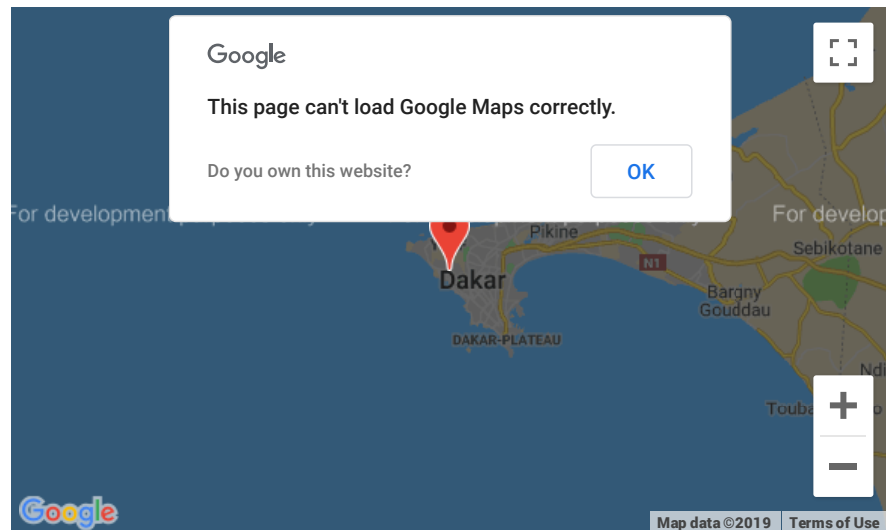 Google
This page can't load Google Maps correctly.
Do you own this website?
OK
For development
For develop
Pikine
Sebikotane
N1
Dakar
Bargny
Gouddau
DAKAR-PLATEAU
Ndi
Touba
Google
Map data ©2019
Terms of Use